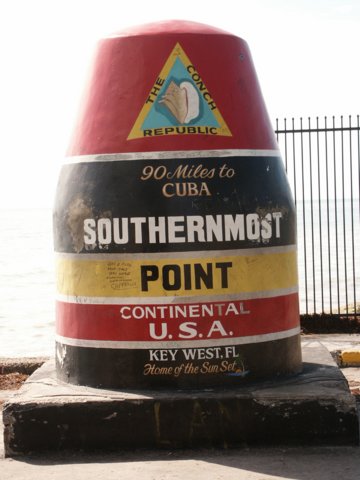 THE CONCH
REPUBLIC
90 Miles to
CUBA
SOUTHERNMOST
POINT
CONTINENTAL
U.S.A.
KEY WEST, FL
Home of the Sun Set